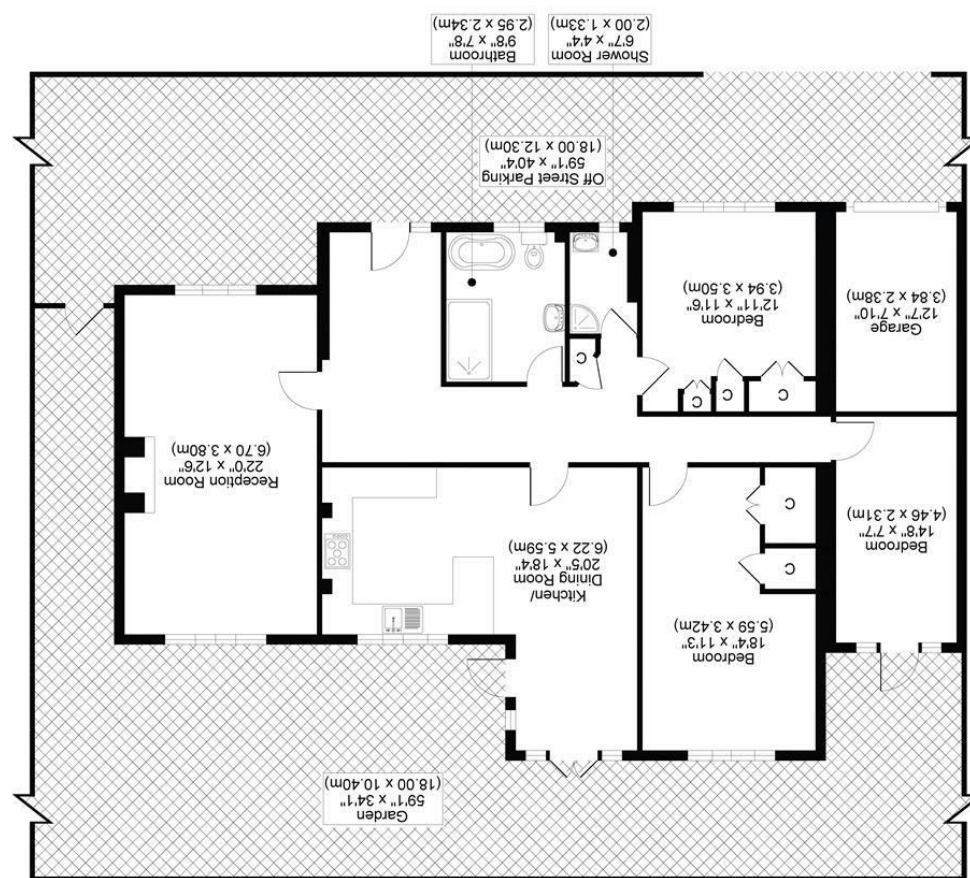 Garden
59'1" x 34'1"
(18.00 x 10.40m)
Bedroom
18'4" x 11'3"
(5.59 x 3.42m)
Kitchen/
Dining Room
20'5" x 18'4"
(6.22 x 5.59m)
C
C
Bedroom
14'8" x 7'7"
(4.46 x 2.31m)
Reception Room
22'0" x 12'6"
(6.70 x 3.80m)
C
C
C
C
Garage
12'7" x 7'10"
(3.84 x 2.38m)
Bedroom
12'11" x 11'6"
(3.94 x 3.50m)
Off Street Parking
59'1" x 40'4"
(18.00 x 12.30m)
Shower Room
6'7" x 4'4"
(2.00 x 1.33m)
Bathroom
9'8" x 7'8"
(2.95 x 2.34m)